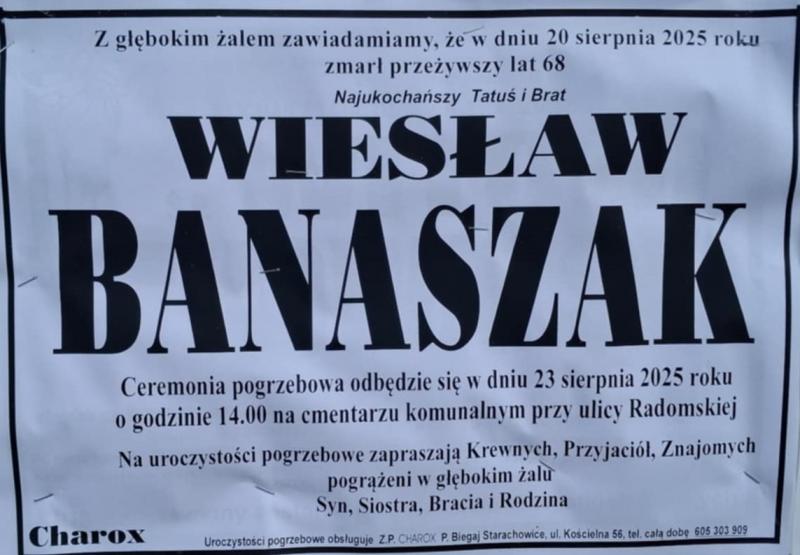 Z głębokim żalem zawiadamiamy, że w dniu 20 sierpnia 2025 roku
zmarł przeżywszy lat 68
Najukochańszy Tatuś i Brat
WIESŁAW
BANASZAK
Ceremonia pogrzebowa odbędzie się w dniu 23 sierpnia 2025 roku
o godzinie 14.00 na cmentarzu komunalnym przy ulicy Radomskiej
Na uroczystości pogrzebowe zapraszają Krewnych, Przyjaciół, Znajomych
pogrążeni w głębokim żalu
Syn, Siostra, Bracia i Rodzina
Charox Uroczystości pogrzebowe obsługuje Z.P. CHAROX P. Biegaj Starachowice, ul. Kościelna 56, tel. całą dobę 605 303 909